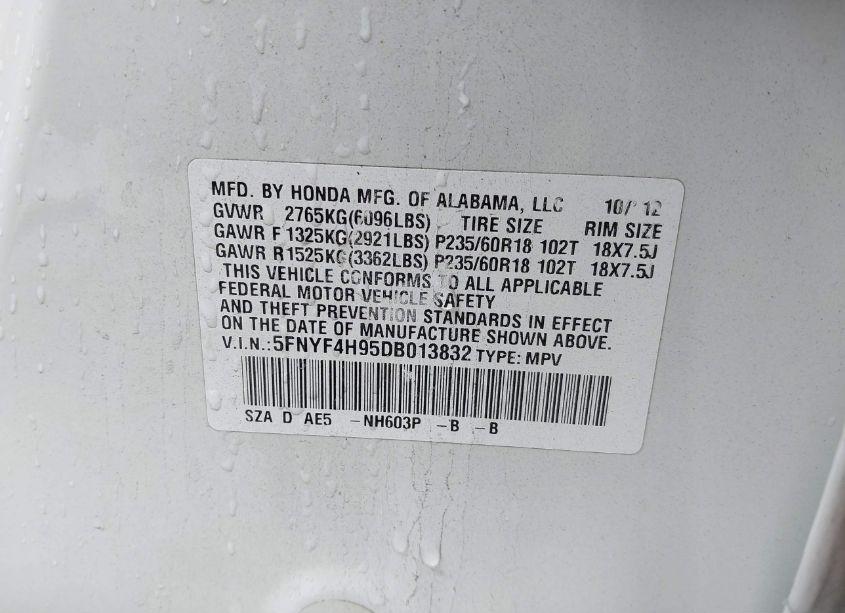 MFD. BY HONDA MFG. OF ALABAMA, LLC 10/12
GVWR 2765KG(6096LBS) TIRE SIZE RIM SIZE
GAWR F 1325KG(2921LBS) P235/60R18 102T 18X7.5J
GAWR R 1525KG(3362LBS) P235/60R18 102T 18X7.5J
THIS VEHICLE CONFORMS TO ALL APPLICABLE
FEDERAL MOTOR VEHICLE SAFETY
AND THEFT PREVENTION STANDARDS IN EFFECT
ON THE DATE OF MANUFACTURE SHOWN ABOVE.
V.I.N.:5FNYF4H95DB013832 TYPE: MPV
SZA D AE5 -NH603P -B -B